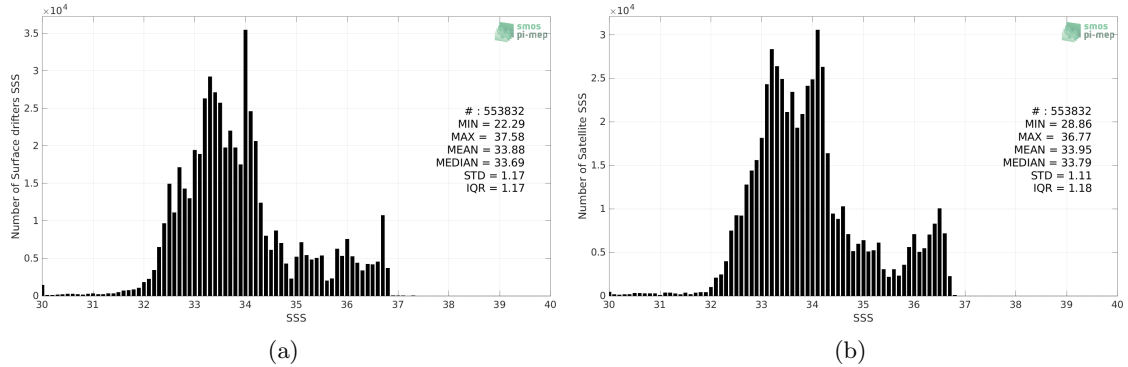 ×10⁴
3.5
3
2.5
2
1.5
1
0.5
0
Number of Surface drifters SSS
30 31 32 33 34 35 36 37 38 39 40
SSS
smos
pi-mep
# : 553832
MIN = 22.29
MAX = 37.58
MEAN = 33.88
MEDIAN = 33.69
STD = 1.17
IQR = 1.17
(a)
×10⁴
3
2.5
2
1.5
1
0.5
0
Number of Satellite SSS
30 31 32 33 34 35 36 37 38 39 40
SSS
smos
pi-mep
# : 553832
MIN = 28.86
MAX = 36.77
MEAN = 33.95
MEDIAN = 33.79
STD = 1.11
IQR = 1.18
(b)